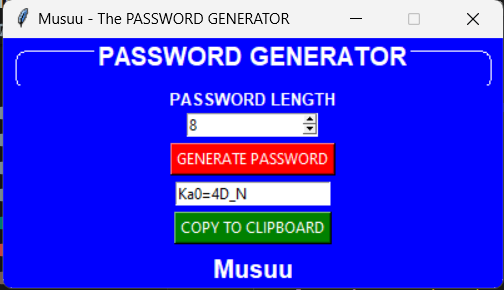 Musuu - The PASSWORD GENERATOR
PASSWORD GENERATOR
PASSWORD LENGTH
8
GENERATE PASSWORD
Ka0=4D_N
COPY TO CLIPBOARD
Musuu